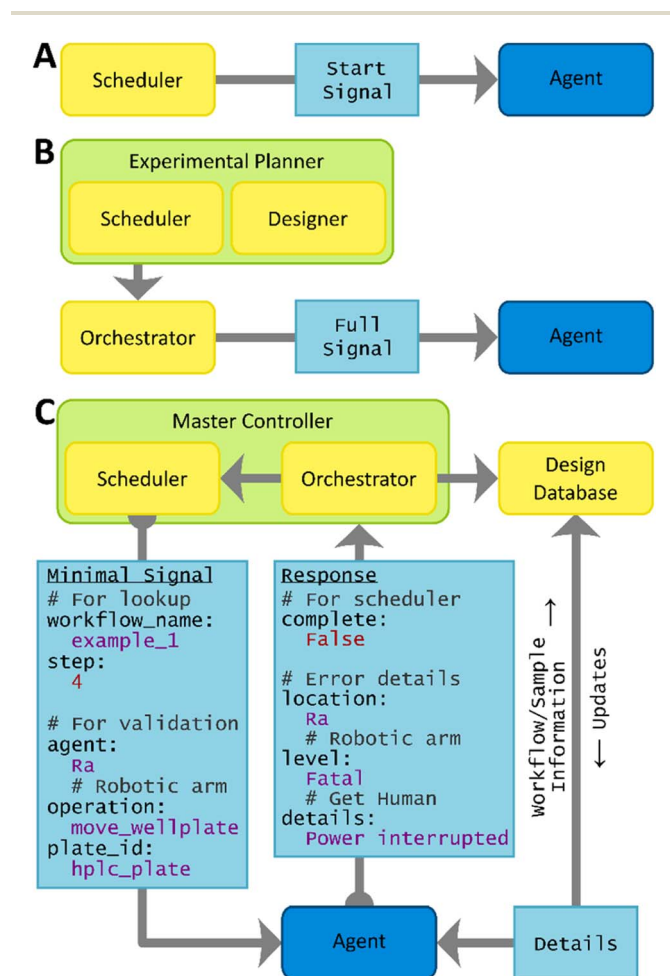 A
Scheduler
Start
Signal
Agent
B
Experimental Planner
Scheduler
Designer
Orchestrator
Full
Signal
Agent
C
Master Controller
Scheduler
Orchestrator
Design
Database
Minimal Signal
# For lookup
workflow_name:
example_1
step:
4
# For validation
agent:
Ra
# Robotic arm
operation:
move_wellplate
plate_id:
hplc_plate
Response
# For scheduler
complete:
False
# Error details
location:
Ra
# Robotic arm
level:
Fatal
# Get Human
details:
Power interrupted
Workflow/Sample
Information
Updates
Agent
Details